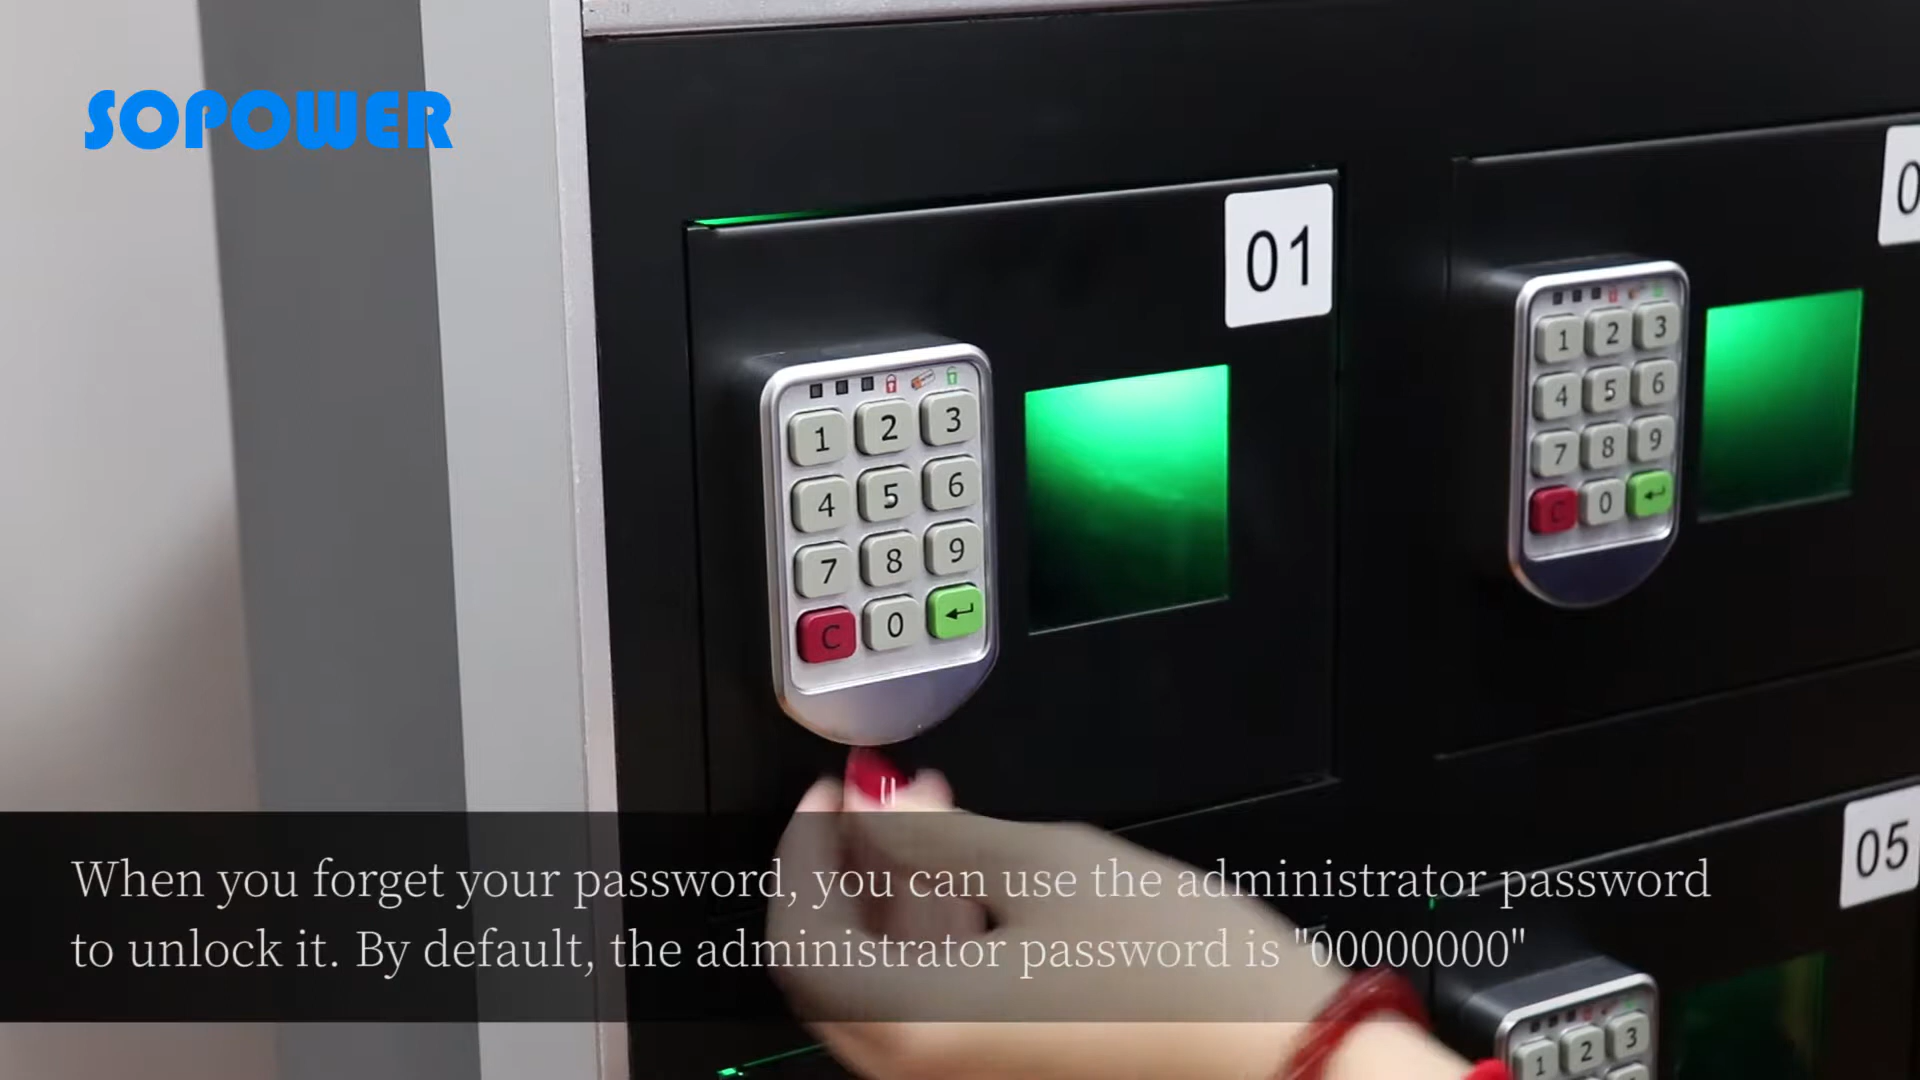 SOPOWER
01
0
1 2 3
4 5 6
7 8 9
C 0
1 2 3
4 5 6
7 8 9
C 0
05
1 2 3
When you forget your password, you can use the administrator password
to unlock it. By default, the administrator password is "00000000"